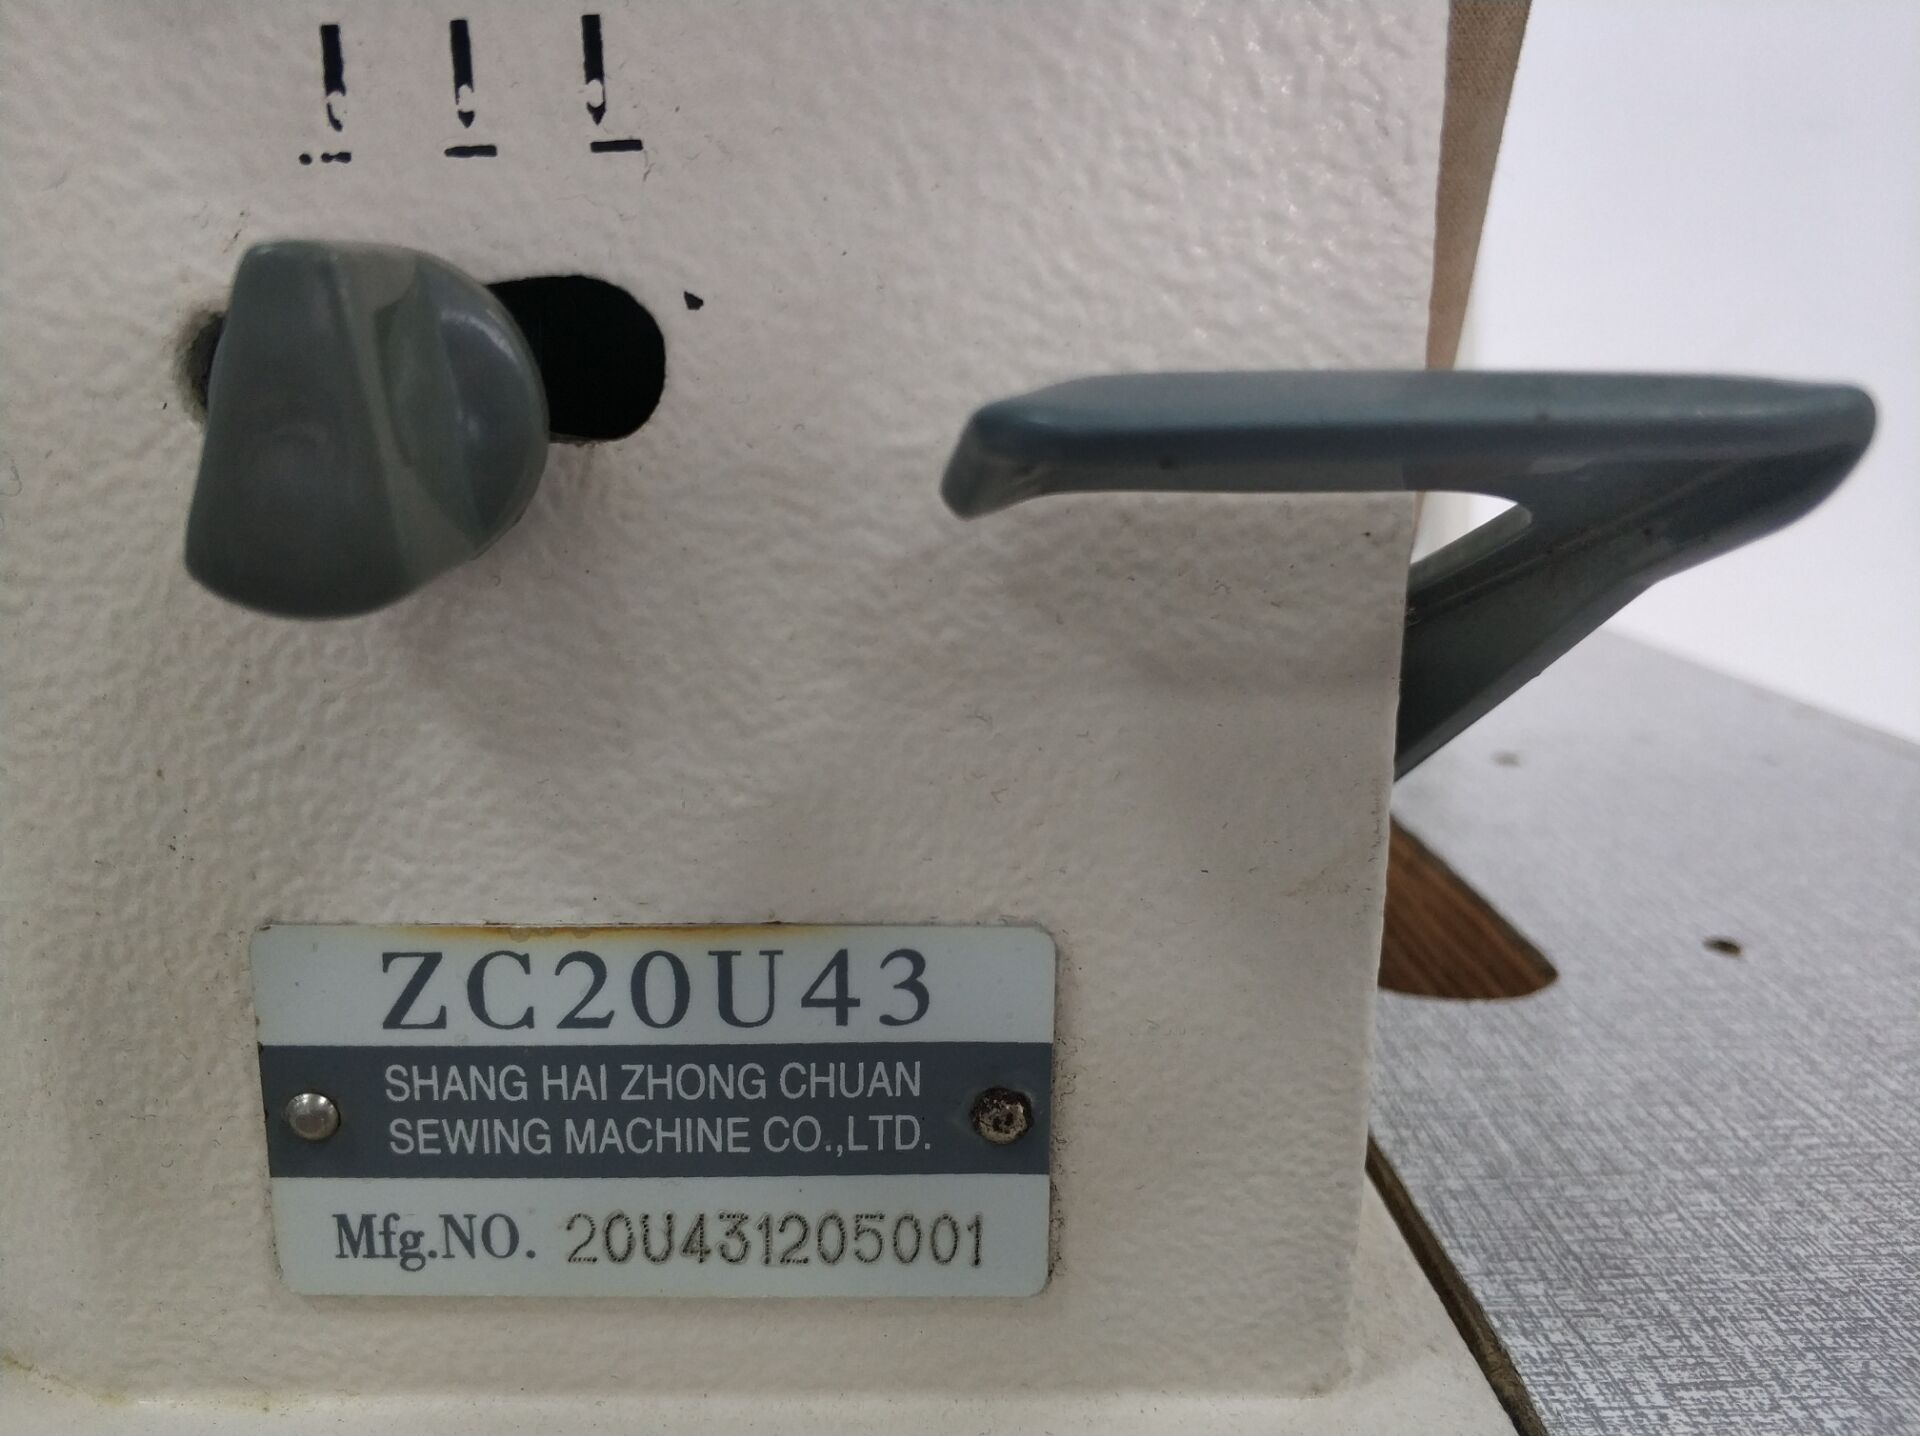 ZC20U43
SHANG HAI ZHONG CHUAN
SEWING MACHINE CO.,LTD.
Mfg.NO. 20U431205001